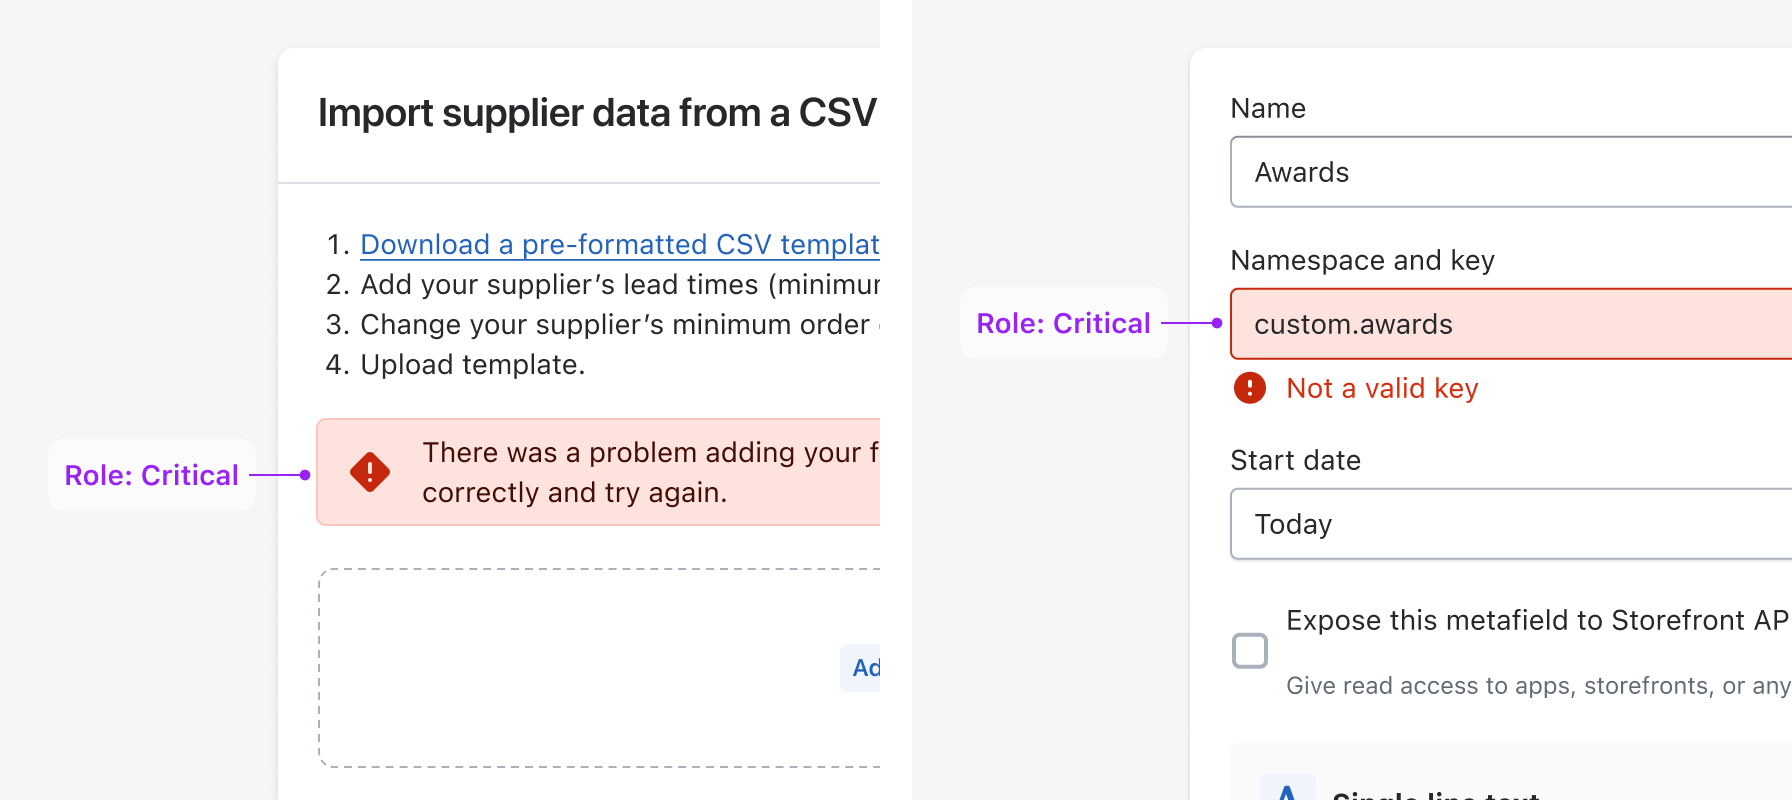 Import supplier data from a CSV
1. Download a pre-formatted CSV templat
2. Add your supplier’s lead times (minimur
3. Change your supplier’s minimum order
4. Upload template.
Role: Critical
There was a problem adding your f
correctly and try again.
Ad
Name
Awards
Namespace and key
Role: Critical
custom.awards
Not a valid key
Start date
Today
Expose this metafield to Storefront AP
Give read access to apps, storefronts, or any
A
Single line text